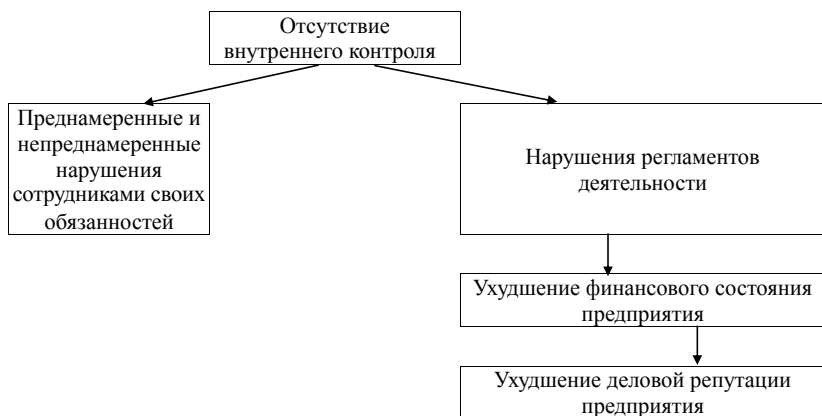 Отсутствие
внутреннего контроля
Преднамеренные и
непреднамеренные
нарушения
сотрудниками своих
обязанностей
Нарушения регламентов
деятельности
Ухудшение финансового состояния
предприятия
Ухудшение деловой репутации
предприятия